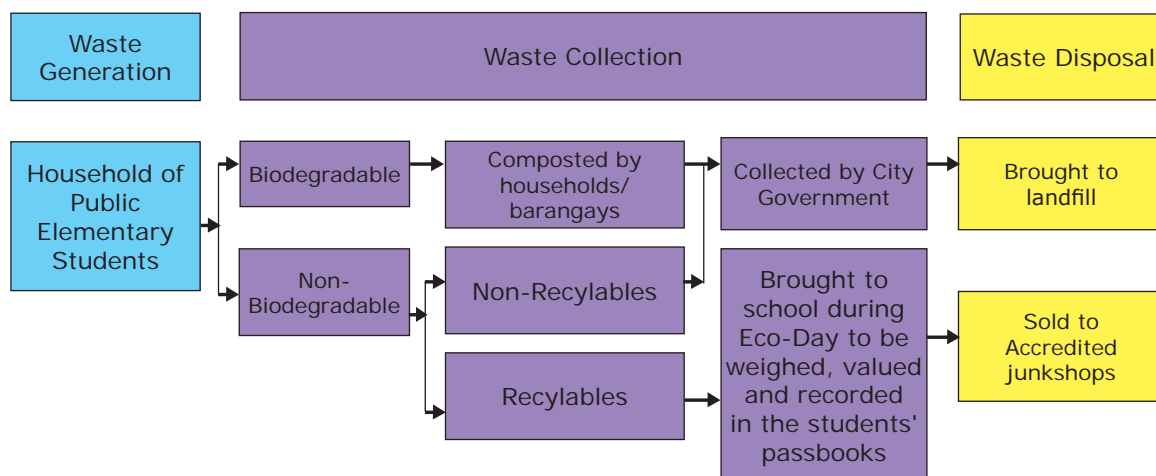 Waste
Generation
Waste Collection
Waste Disposal
Household of
Public
Elementary
Students
Biodegradable
Composted by
households/
barangays
Collected by City
Government
Brought to
landfill
Non-
Biodegradable
Non-Recylables
Recylables
Brought to
school during
Eco-Day to be
weighed, valued
and recorded
in the students'
passbooks
Sold to
Accredited
junkshops